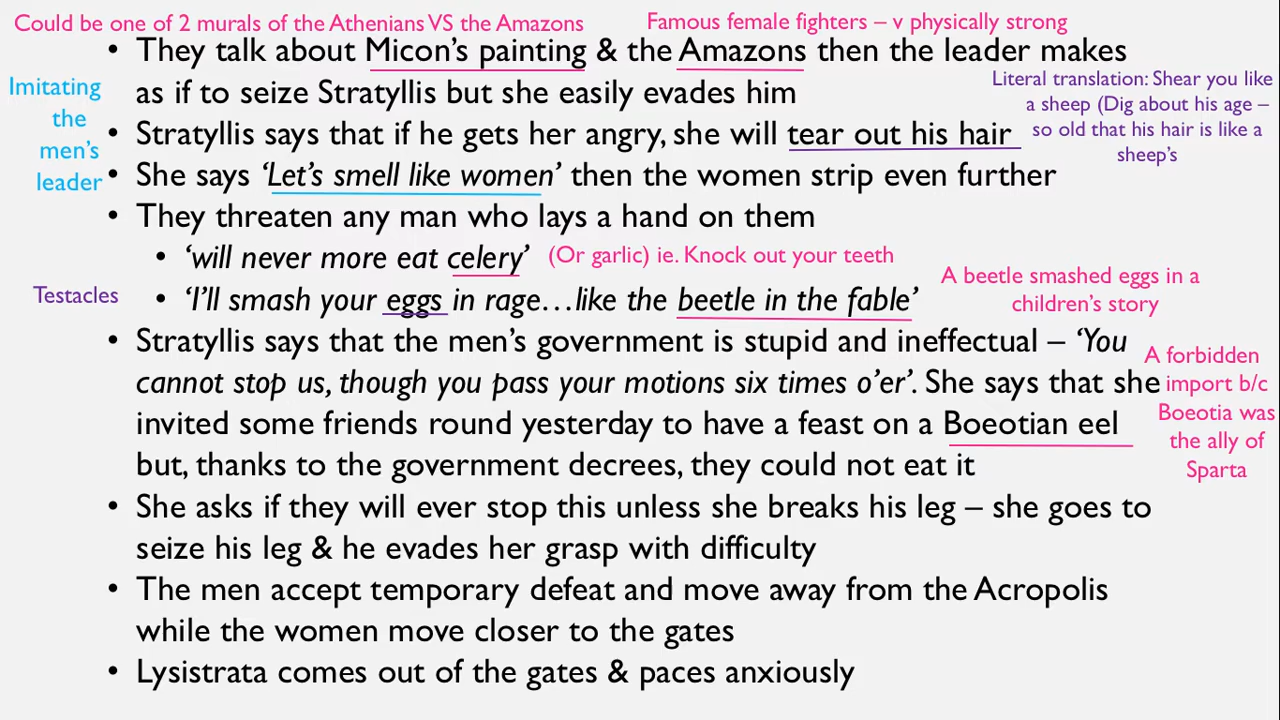 Could be one of 2 murals of the Athenians VS the Amazons
Famous female fighters – v physically strong
• They talk about Micon's painting & the Amazons then the leader makes
as if to seize Stratyllis but she easily evades him
Imitating
the
men's
leader
Literal translation: Shear you like
a sheep (Dig about his age –
so old that his hair is like a
sheep's
• Stratyllis says that if he gets her angry, she will tear out his hair
• She says 'Let's smell like women' then the women strip even further
• They threaten any man who lays a hand on them
• 'will never more eat celery'
(Or garlic) ie. Knock out your teeth
Testacles
• 'I'll smash your eggs in rage…like the beetle in the fable'
A beetle smashed eggs in a
children's story
• Stratyllis says that the men's government is stupid and ineffectual – 'You
cannot stop us, though you pass your motions six times o'er'. She says that she
invited some friends round yesterday to have a feast on a Boeotian eel
but, thanks to the government decrees, they could not eat it
A forbidden
import b/c
Boeotia was
the ally of
Sparta
• She asks if they will ever stop this unless she breaks his leg – she goes to
seize his leg & he evades her grasp with difficulty
• The men accept temporary defeat and move away from the Acropolis
while the women move closer to the gates
• Lysistrata comes out of the gates & paces anxiously